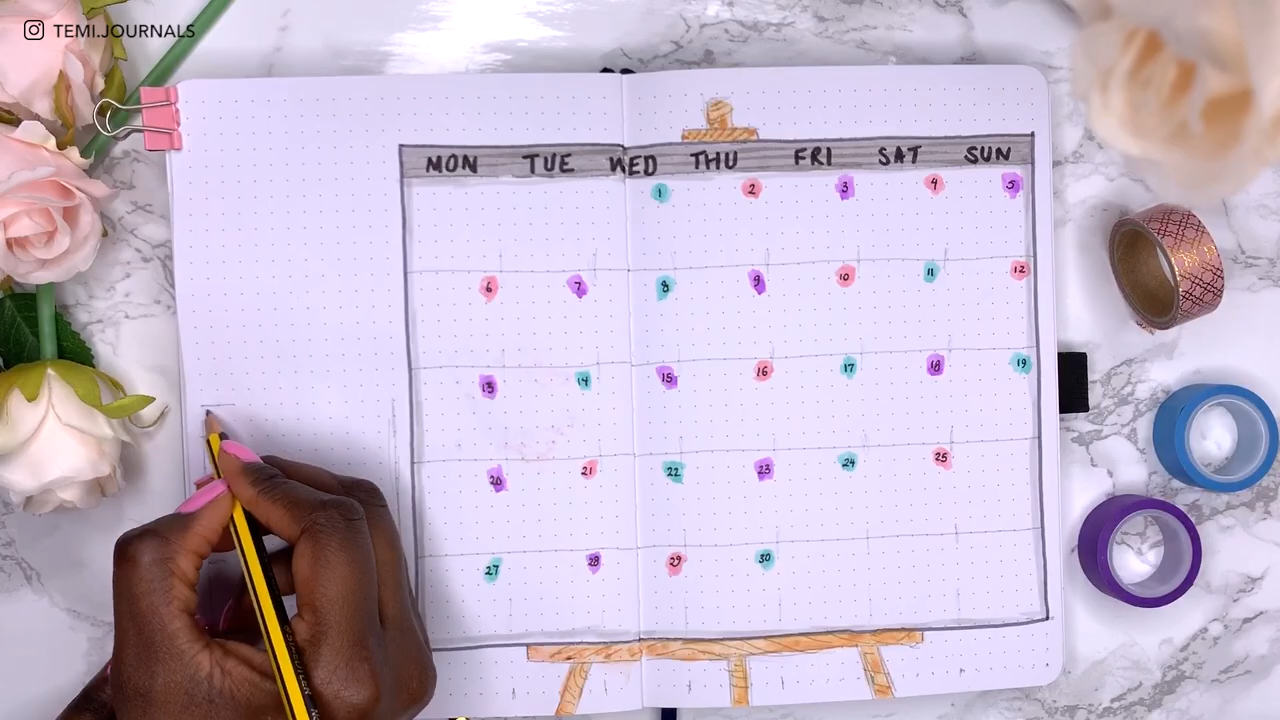 TEMI.JOURNALS
MON TUE WED THU FRI SAT SUN
1 2 3 4 5
6 7 8 9 10 11 12
13 14 15 16 17 18 19
20 21 22 23 24 25
27 28 29 30
STAEDTLER